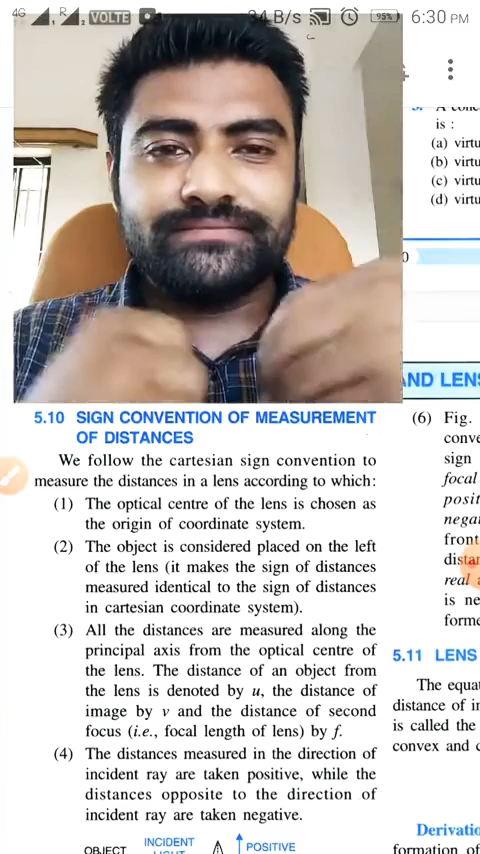 4G R VOLTE 34 B/s 95% 6:30 PM
is :
(a) virtu
(b) virtu
(c) virtu
(d) virtu
0
AND LENS
5.10 SIGN CONVENTION OF MEASUREMENT
OF DISTANCES
We follow the cartesian sign convention to
measure the distances in a lens according to which:
(1) The optical centre of the lens is chosen as
the origin of coordinate system.
(2) The object is considered placed on the left
of the lens (it makes the sign of distances
measured identical to the sign of distances
in cartesian coordinate system).
(3) All the distances are measured along the
principal axis from the optical centre of
the lens. The distance of an object from
the lens is denoted by u, the distance of
image by v and the distance of second
focus (i.e., focal length of lens) by f.
(4) The distances measured in the direction of
incident ray are taken positive, while the
distances opposite to the direction of
incident ray are taken negative.
OBJECT INCIDENT POSITIVE
(6) Fig.
conve
sign
focal
posit
nega
front
distan
real
is ne
forme
5.11 LENS
The equa
distance of in
is called the
convex and c
Derivatio
formation of